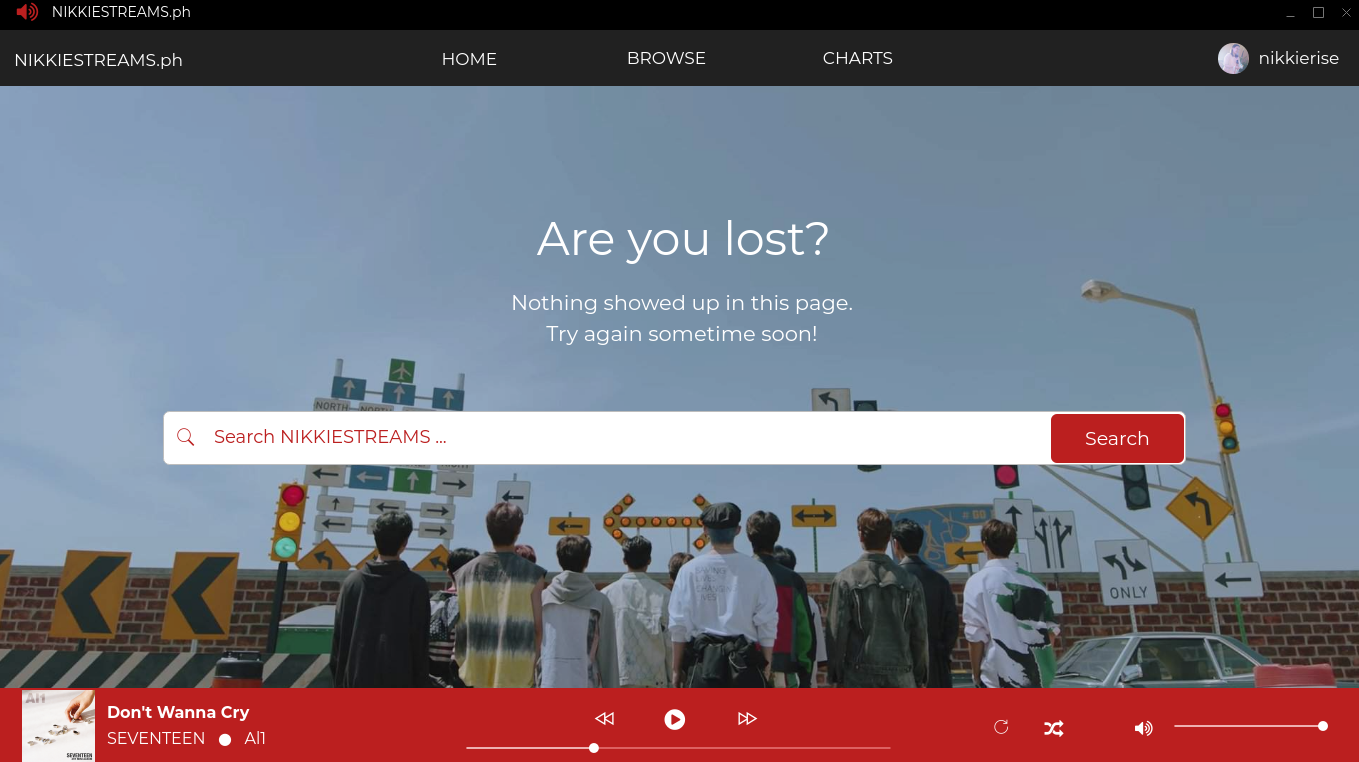 NIKKIESTREAMS.ph
NIKKIESTREAMS.ph
HOME
BROWSE
CHARTS
nikkierise
Are you lost?
Nothing showed up in this page.
Try again sometime soon!
NORTH
NORTH
Search NIKKIESTREAMS ...
Search
ONLY
Al1
SEVENTEEN
Don't Wanna Cry
SEVENTEEN ● Al1